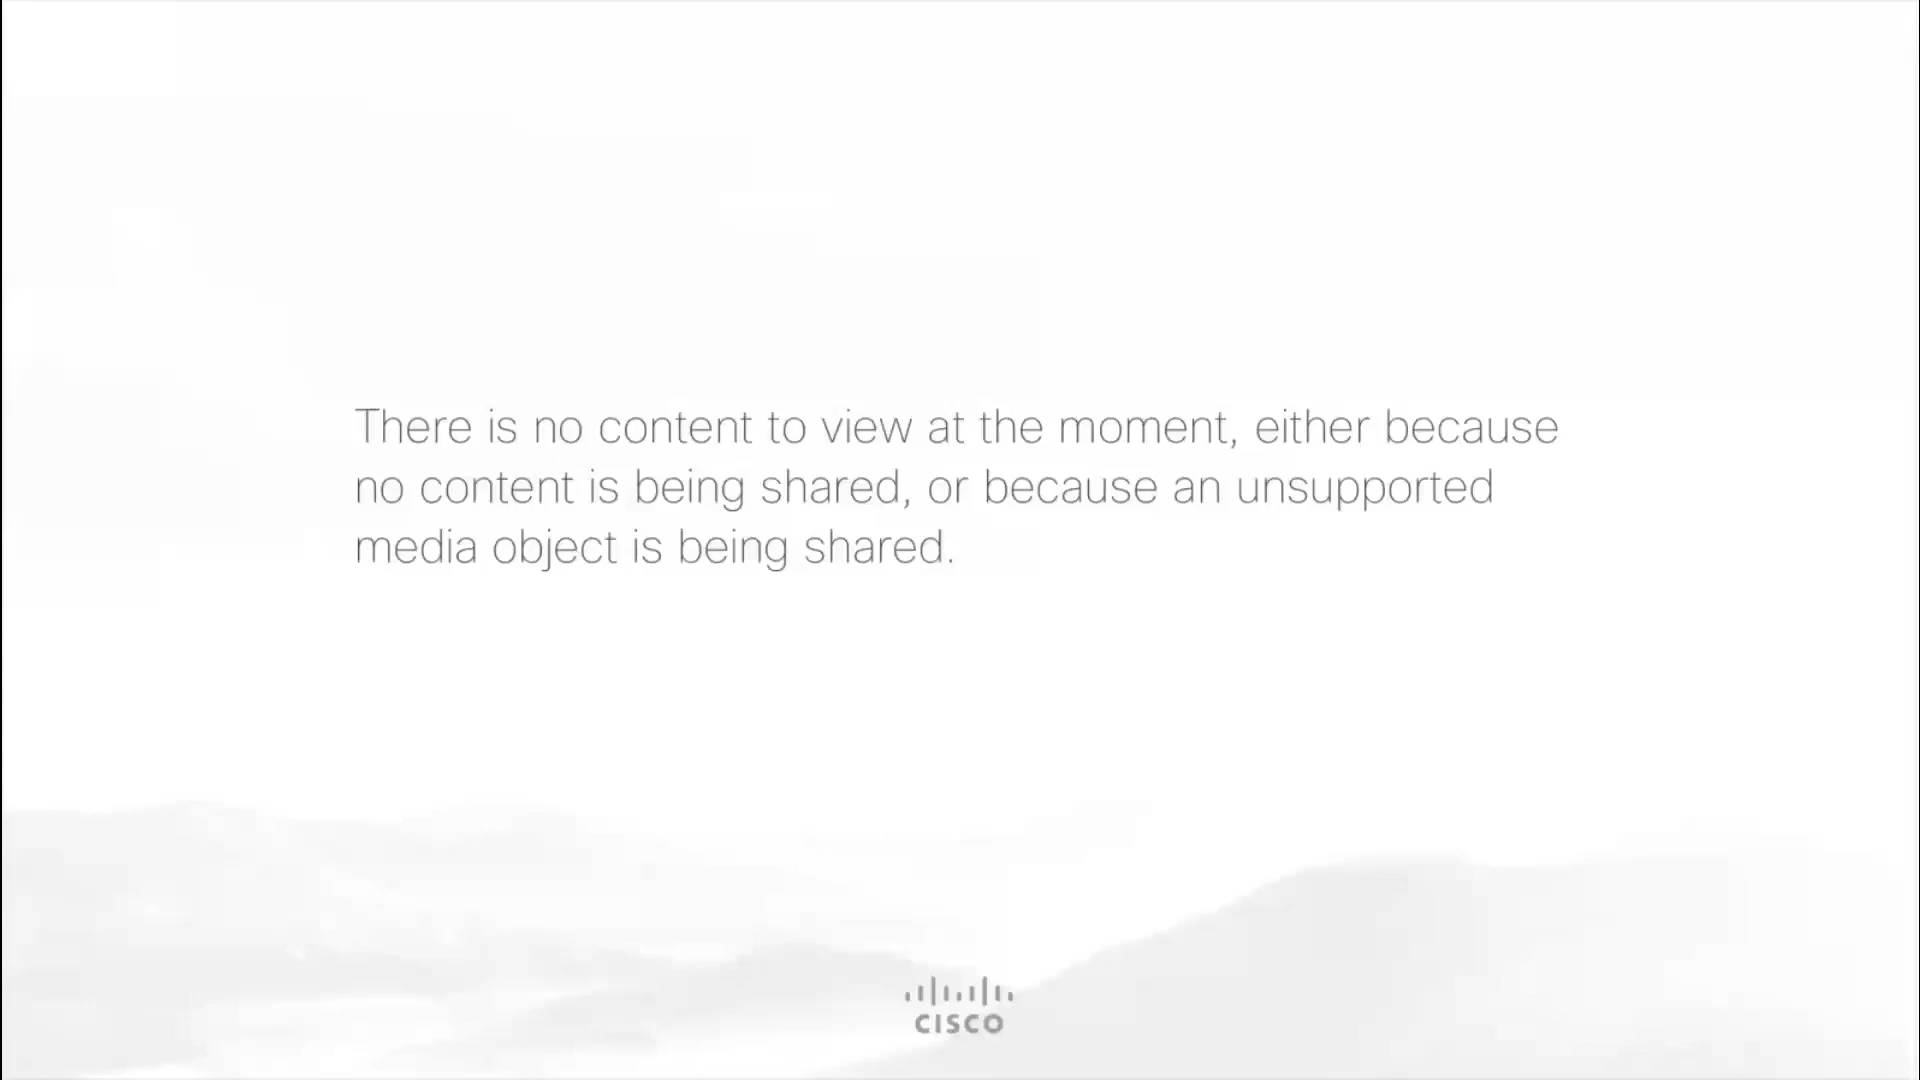 There is no content to view at the moment, either because
no content is being shared, or because an unsupported
media object is being shared.
CISCO